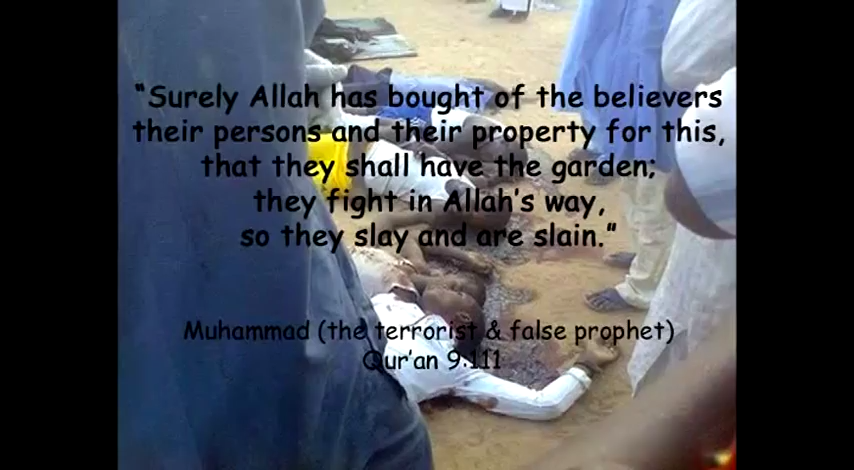 “Surely Allah has bought of the believers
their persons and their property for this,
that they shall have the garden;
they fight in Allah's way,
so they slay and are slain.”
Muhammad (the terrorist & false prophet)
Qur'an 9:111